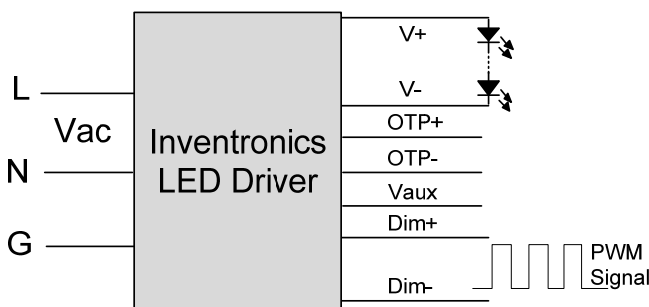 L
Vac
N
G
Inventronics
LED Driver
V+
V-
OTP+
OTP-
Vaux
Dim+
Dim-
PWM
Signal